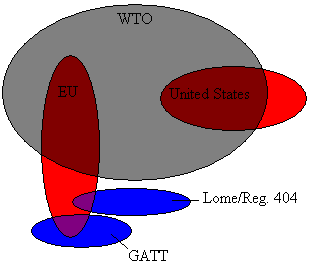 WTO
EU
United States
Lome/Reg. 404
GATT